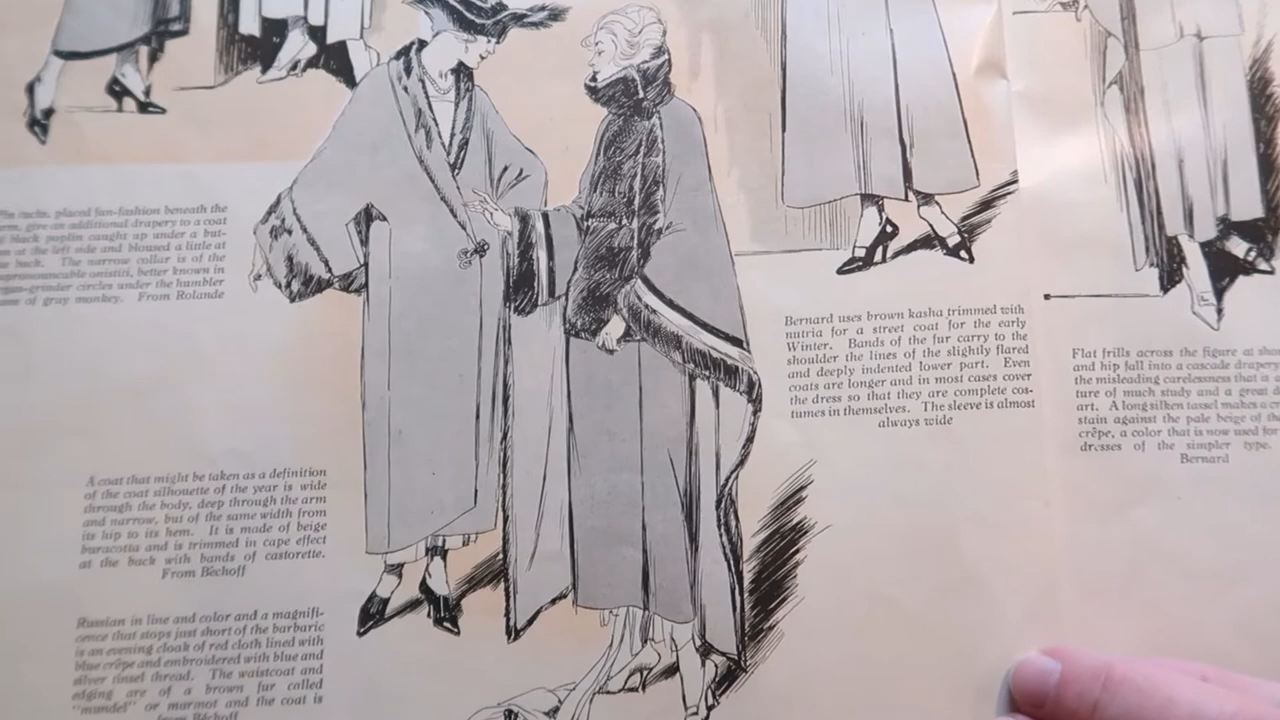 placed fan-fashion beneath the
give an additional drapery to a coat
black poplin caught up under a but-
at the left side and bloused a little at
back. The narrow collar is of the
onistiti, better known in
circles under the humbler
of gray monkey. From Rolande
A coat that might be taken as a definition
of the coat silhouette of the year is wide
through the body, deep through the arm
and narrow, but of the same width from
its hip to its hem. It is made of beige
buracotta and is trimmed in cape effect
at the back with bands of castorette.
From Bèchoff
Russian in line and color and a magnifi-
cence that stops just short of the barbaric
is an evening cloak of red cloth lined with
blue crêpe and embroidered with blue and
silver tinsel thread. The waistcoat and
edging are of a brown fur called
or marmot and the coat is
from Béchoff
Bernard uses brown kasha trimmed with
nutria for a street coat for the early
Winter. Bands of the fur carry to the
shoulder the lines of the slightly flared
and deeply indented lower part. Even
coats are longer and in most cases cover
the dress so that they are complete cos-
tumes in themselves. The sleeve is almost
always wide
Flat frills across the figure at
and hip fall into a cascade drapery
the misleading carelessness that is
ture of much study and a great
art. A long silken tassel makes a
stain against the pale beige of
crêpe, a color that is now used for
dresses of the simpler type.
Bernard